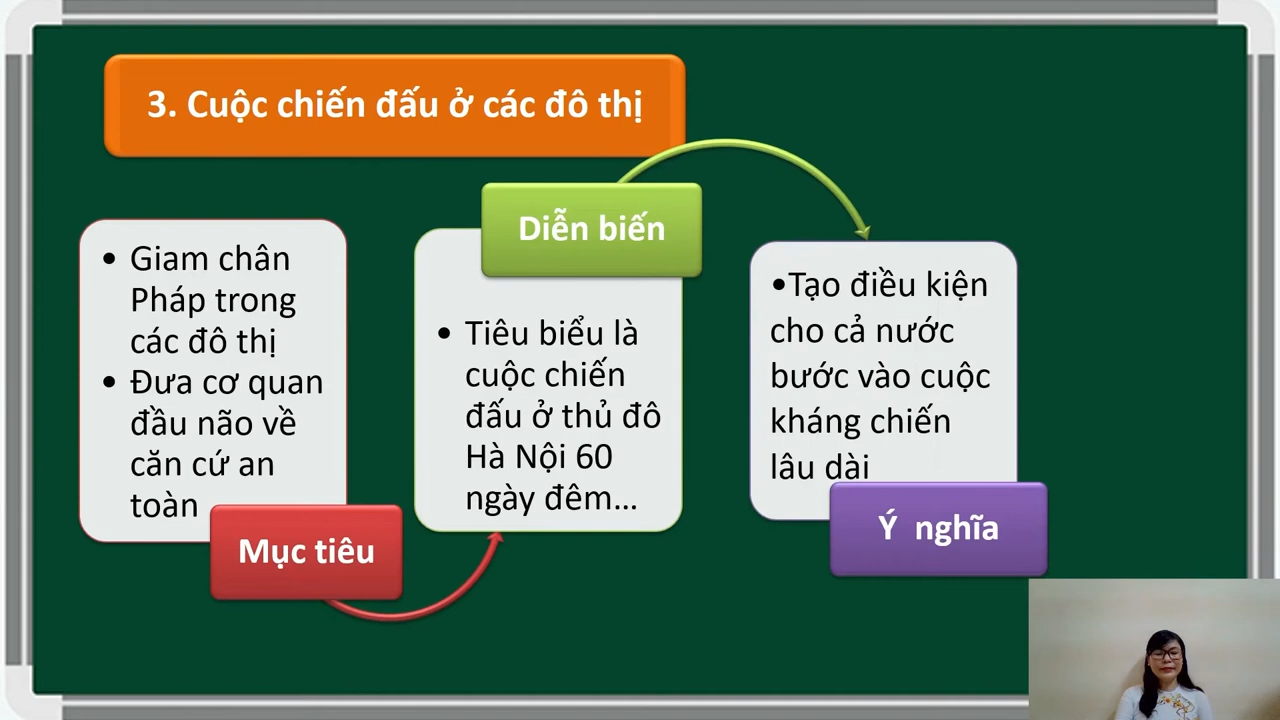 3. Cuộc chiến đấu ở các đô thị
• Giam chân
Pháp trong
các đô thị
• Đưa cơ quan
đầu não về
căn cứ an
toàn
Mục tiêu
Diễn biến
• Tiêu biểu là
cuộc chiến
đấu ở thủ đô
Hà Nội 60
ngày đêm...
•Tạo điều kiện
cho cả nước
bước vào cuộc
kháng chiến
lâu dài
Ý nghĩa